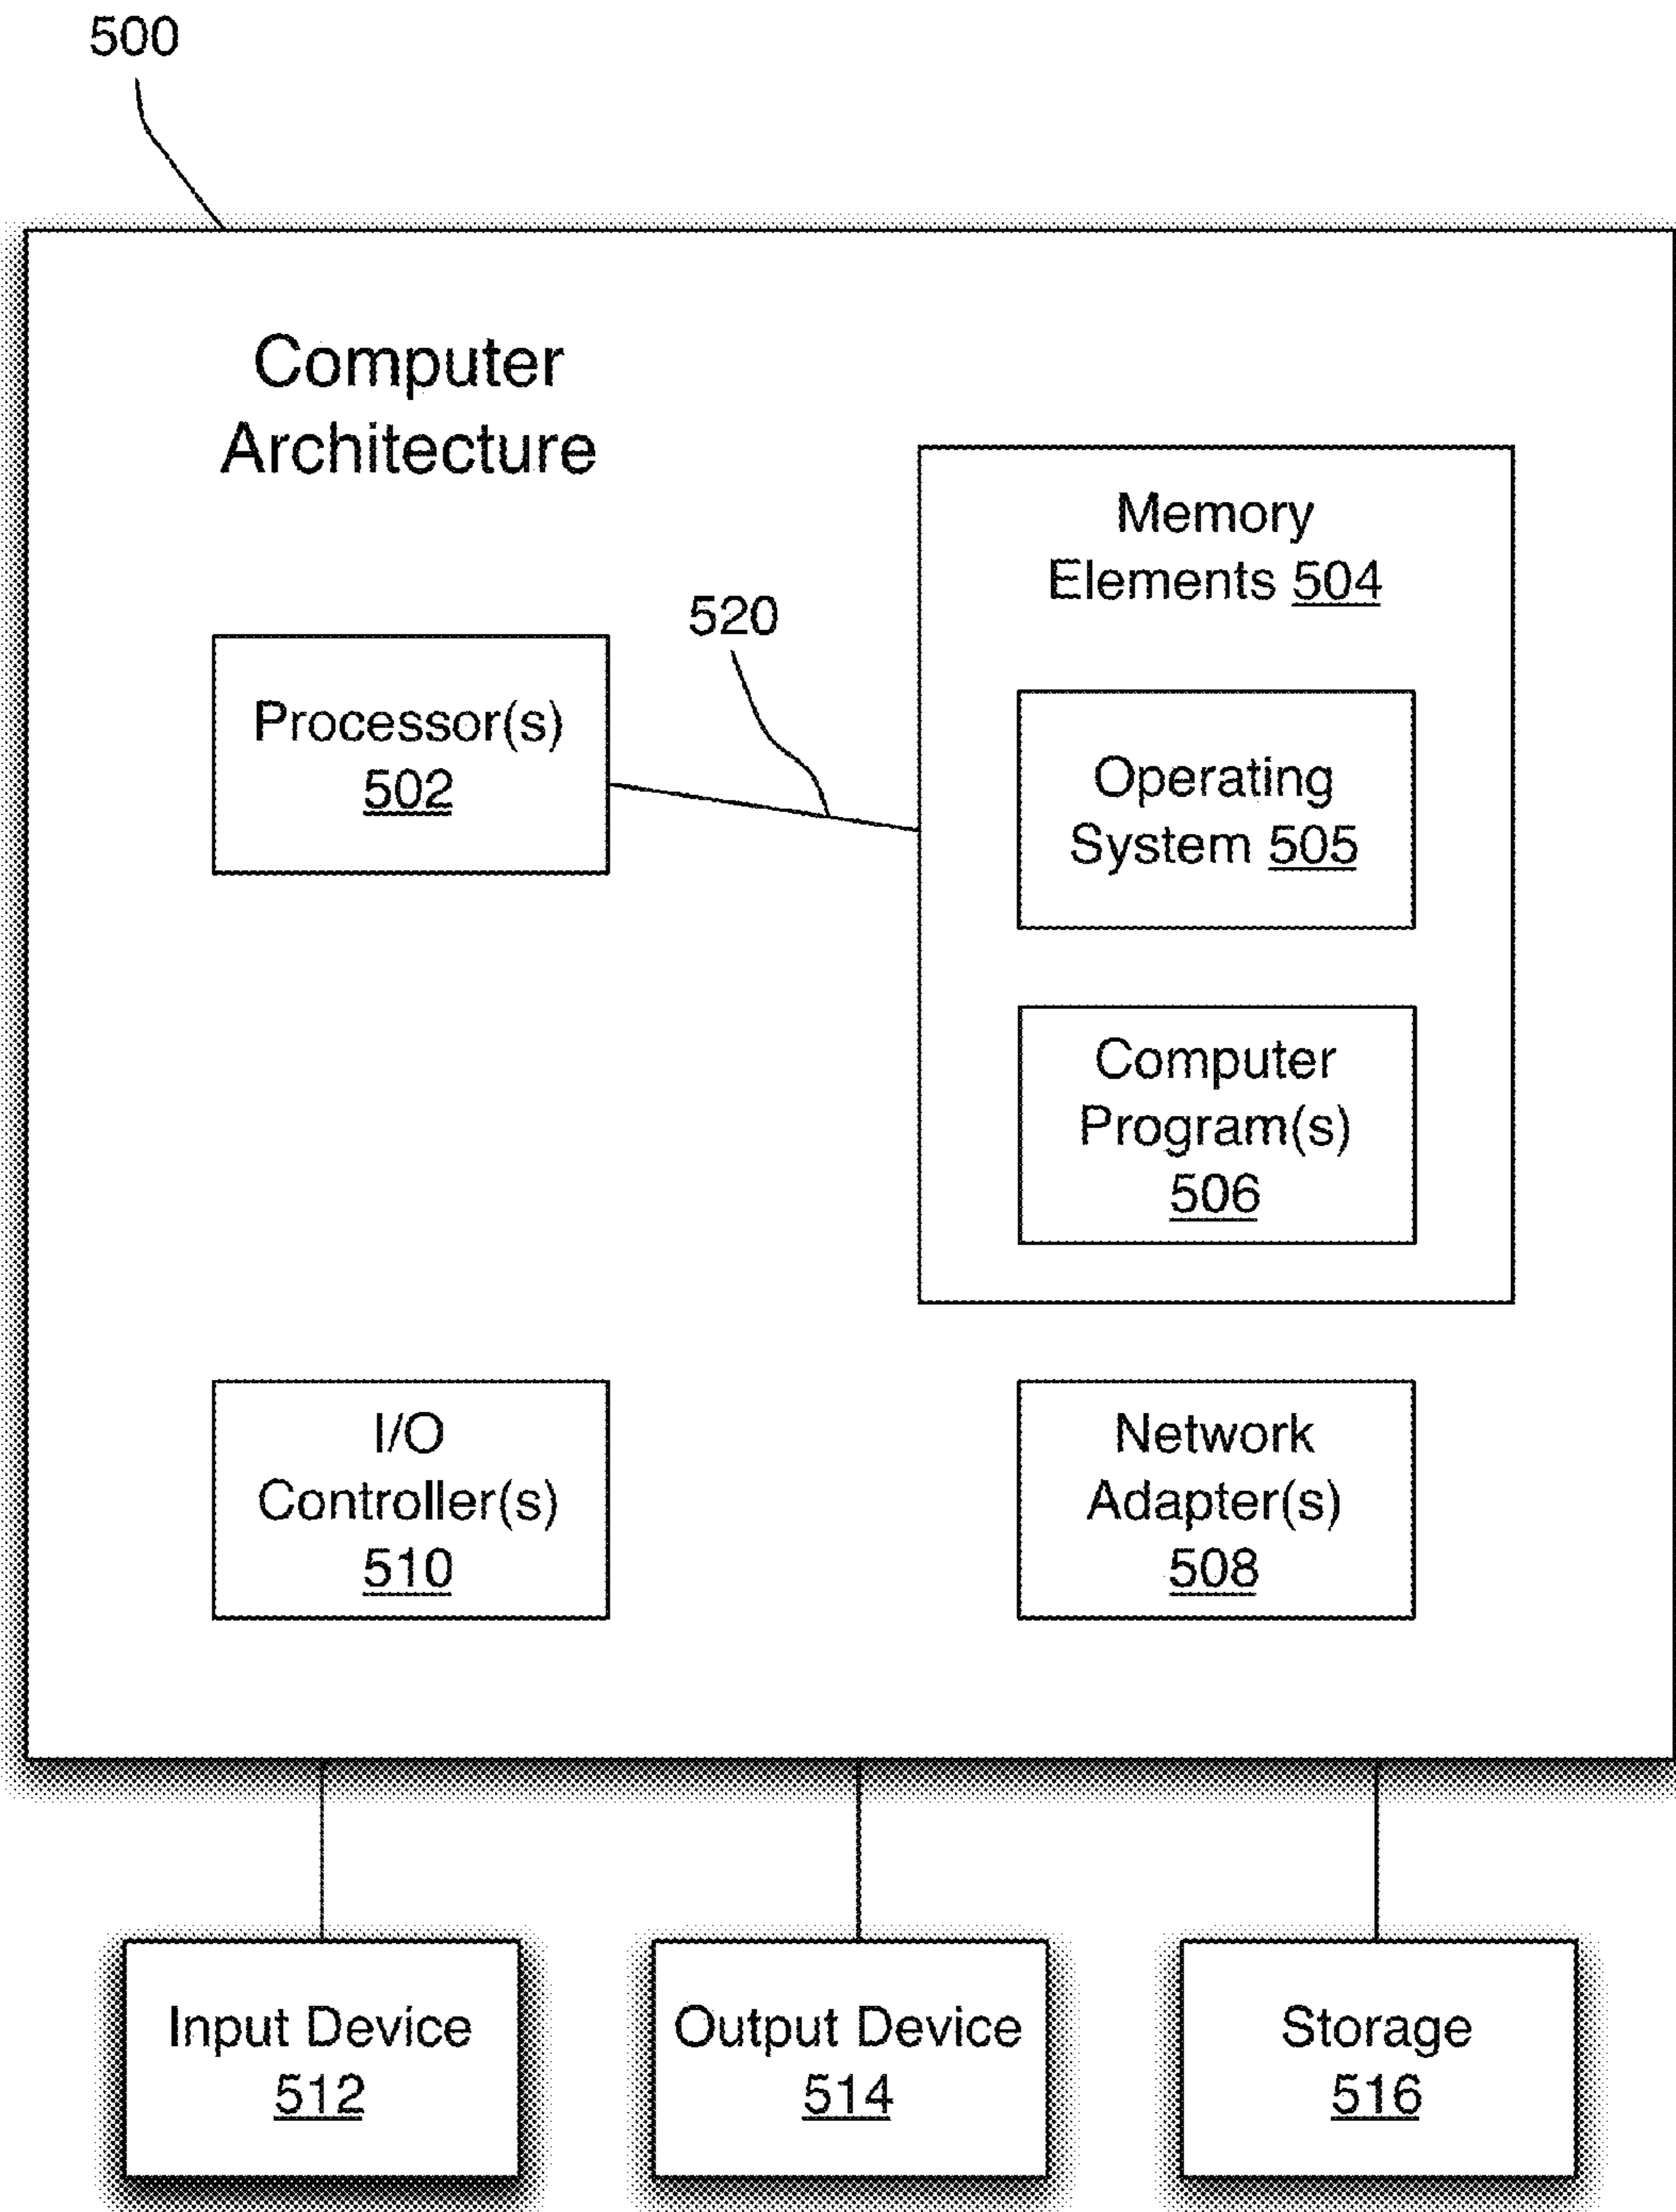 500
Computer
Architecture
Memory
Elements 504
520
Processor(s)
502
Operating
System 505
Computer
Program(s)
506
I/O
Controller(s)
510
Network
Adapter(s)
508
Input Device
512
Output Device
514
Storage
516